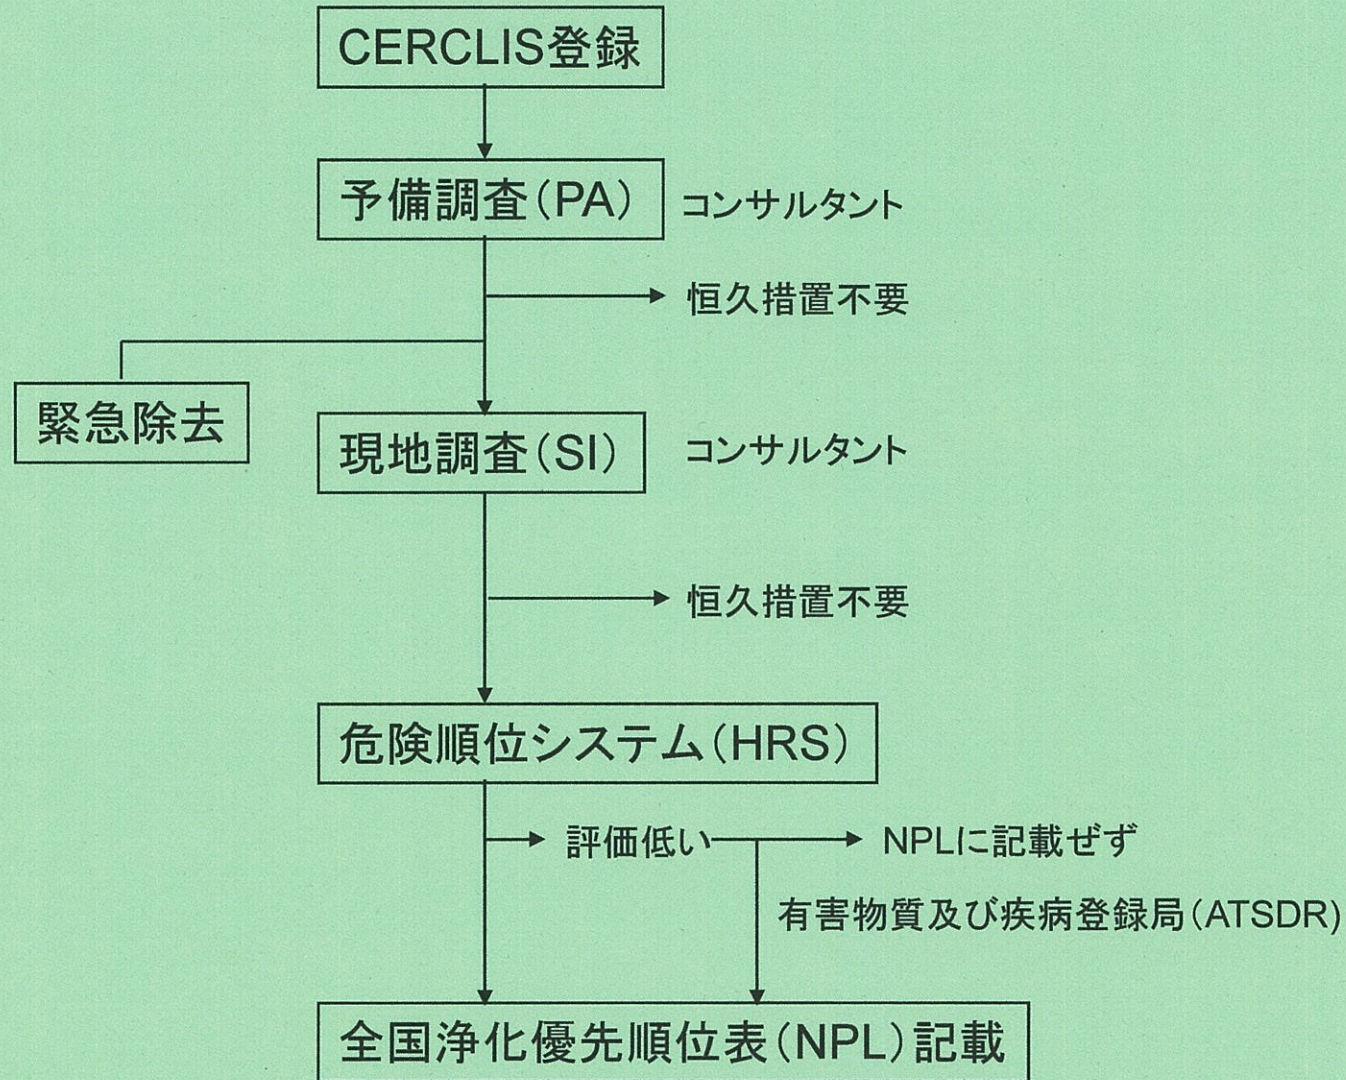 CERCLIS登録
予備調査(PA)
コンサルタント
恒久措置不要
緊急除去
現地調査(SI)
コンサルタント
恒久措置不要
危険順位システム(HRS)
評価低い
NPLに記載ぜず
有害物質及び疾病登録局(ATSDR)
全国浄化優先順位表(NPL)記載